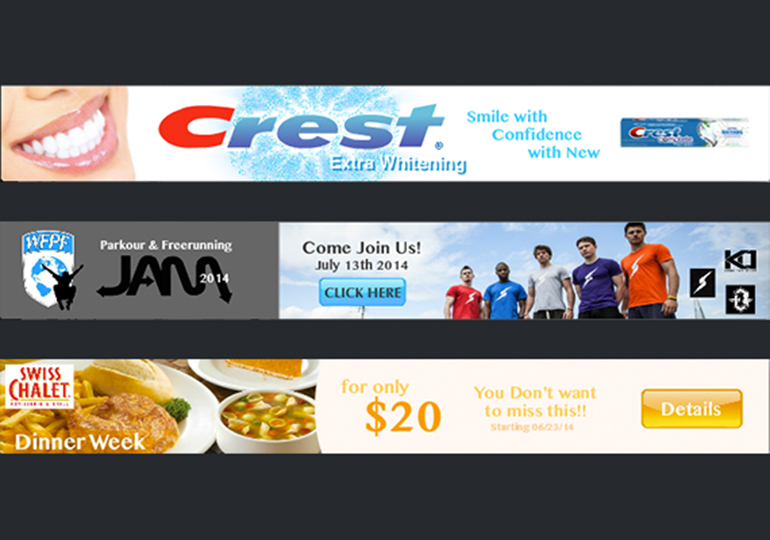 Crest
Extra Whitening
Smile with
Confidence
with New
Crest
WFPF
Parkour & Freerunning
JAM
2014
Come Join Us!
July 13th 2014
CLICK HERE
SWISS
CHALET
Dinner Week
for only
$20
You Don't want
to miss this!!
Starting 06/23/14
Details